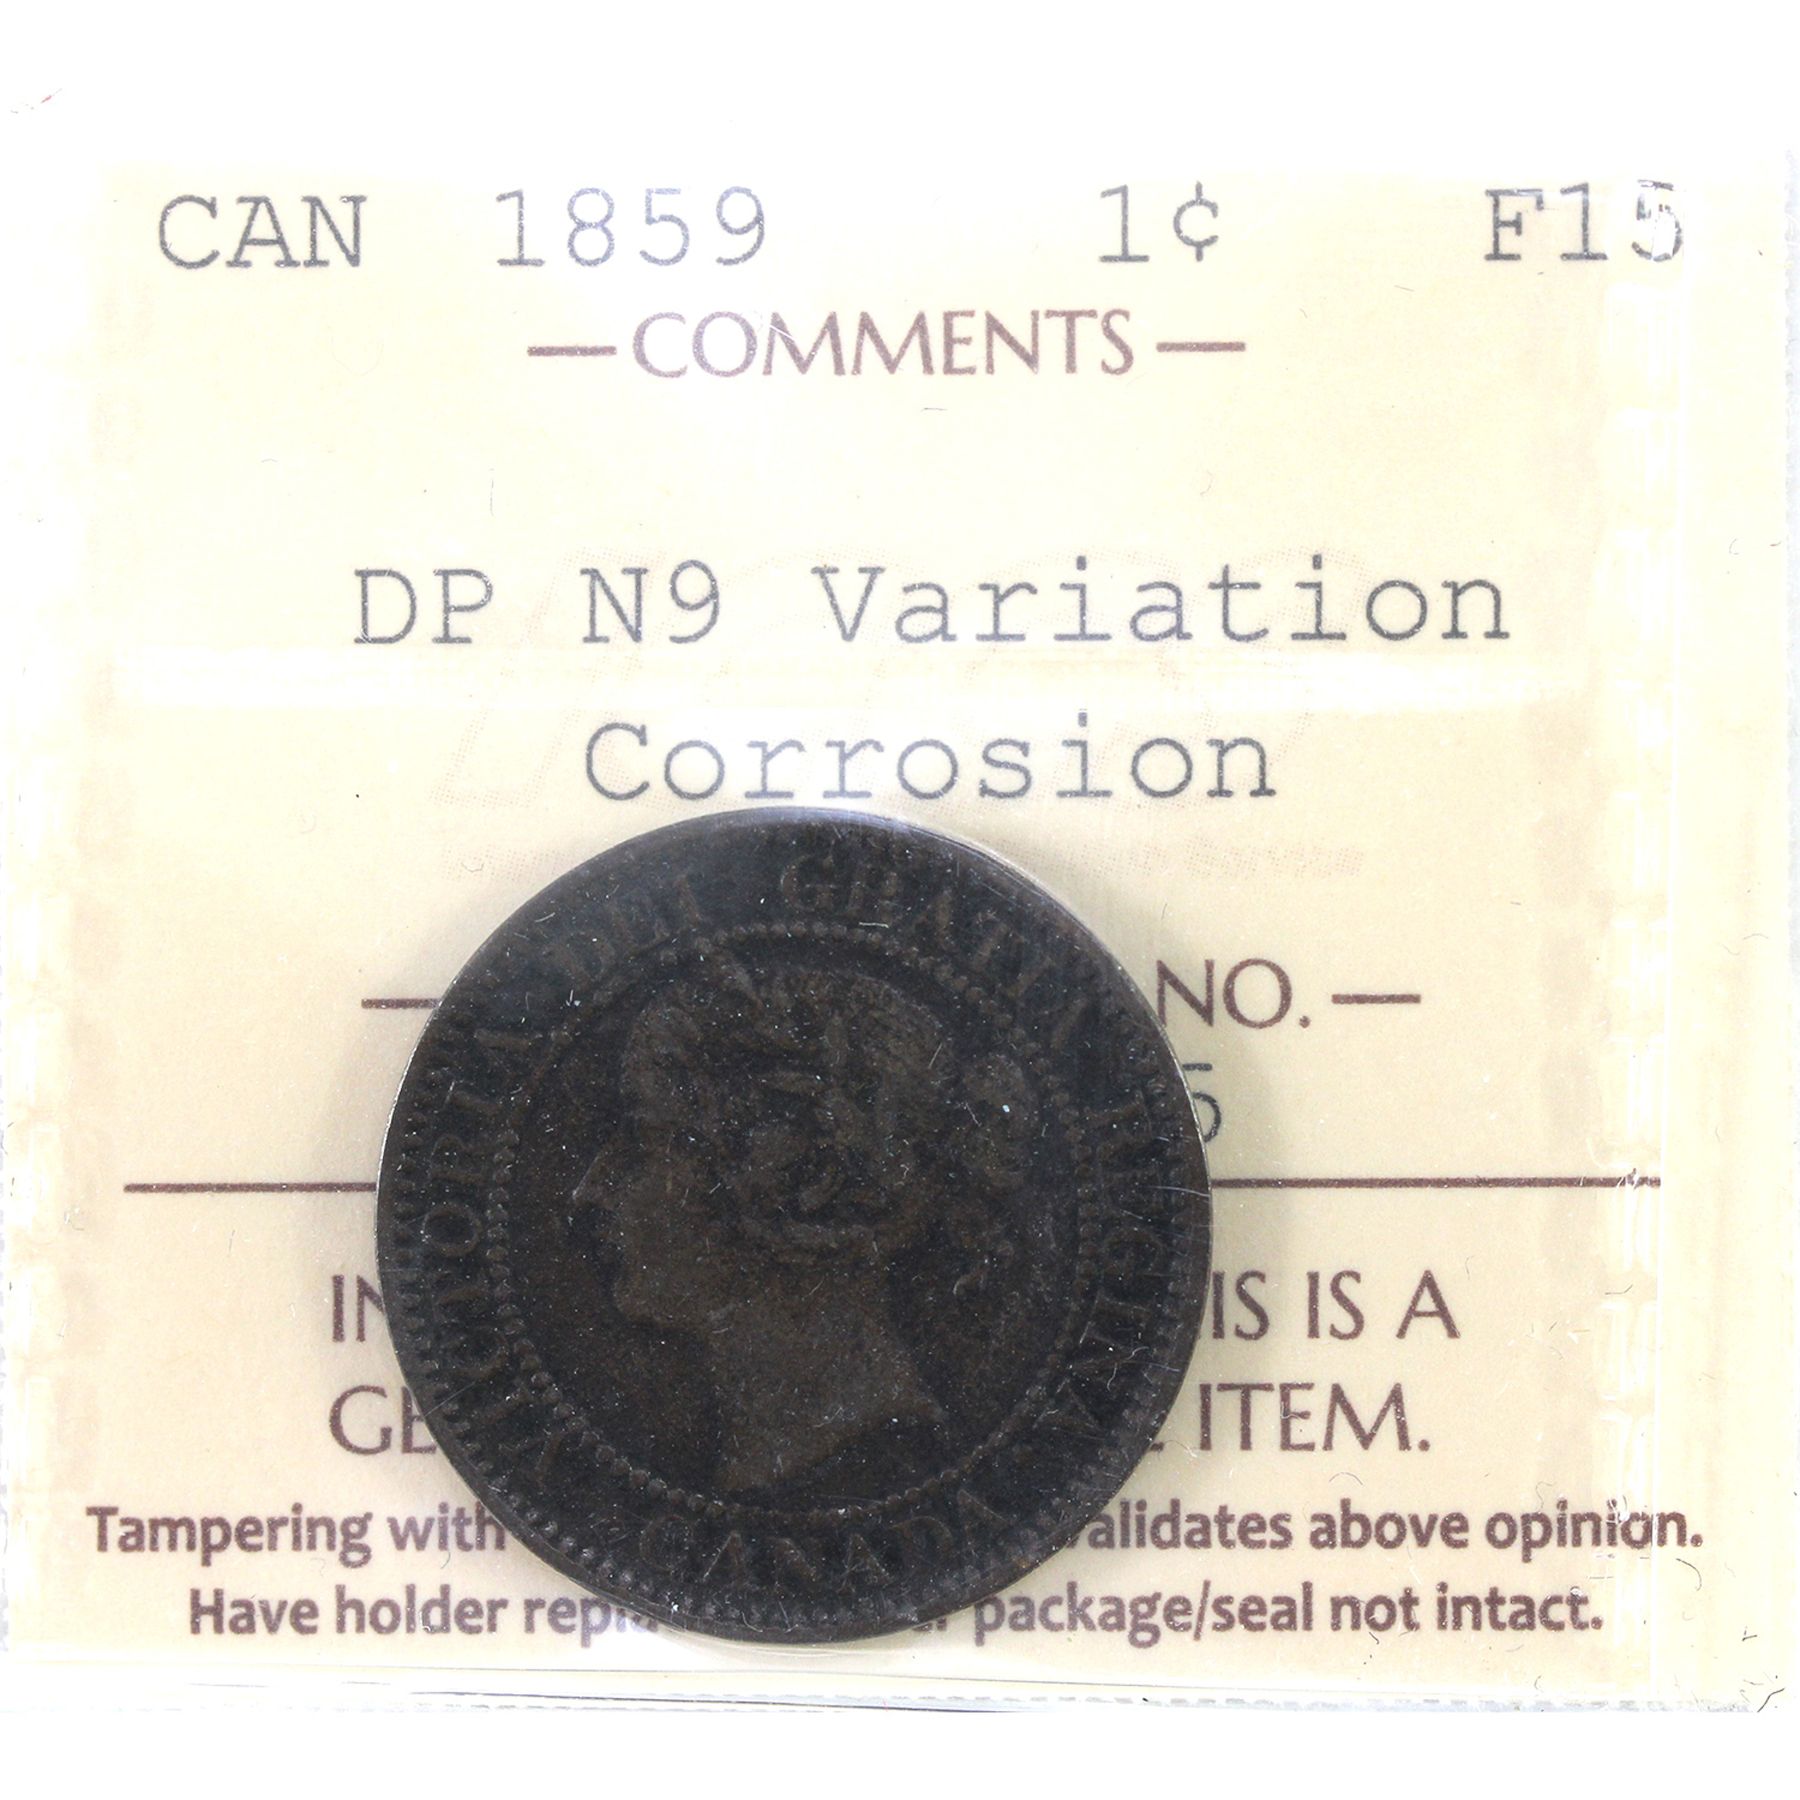 CAN 1859 1¢ F15
—COMMENTS—
DP N9 Variation
Corrosion
— NO.—
5
IS IS A
ITEM.
Tampering with above opinion.
Have holder package/seal not intact.
VICTORIA DEI GRATIA REGINA
CANADA